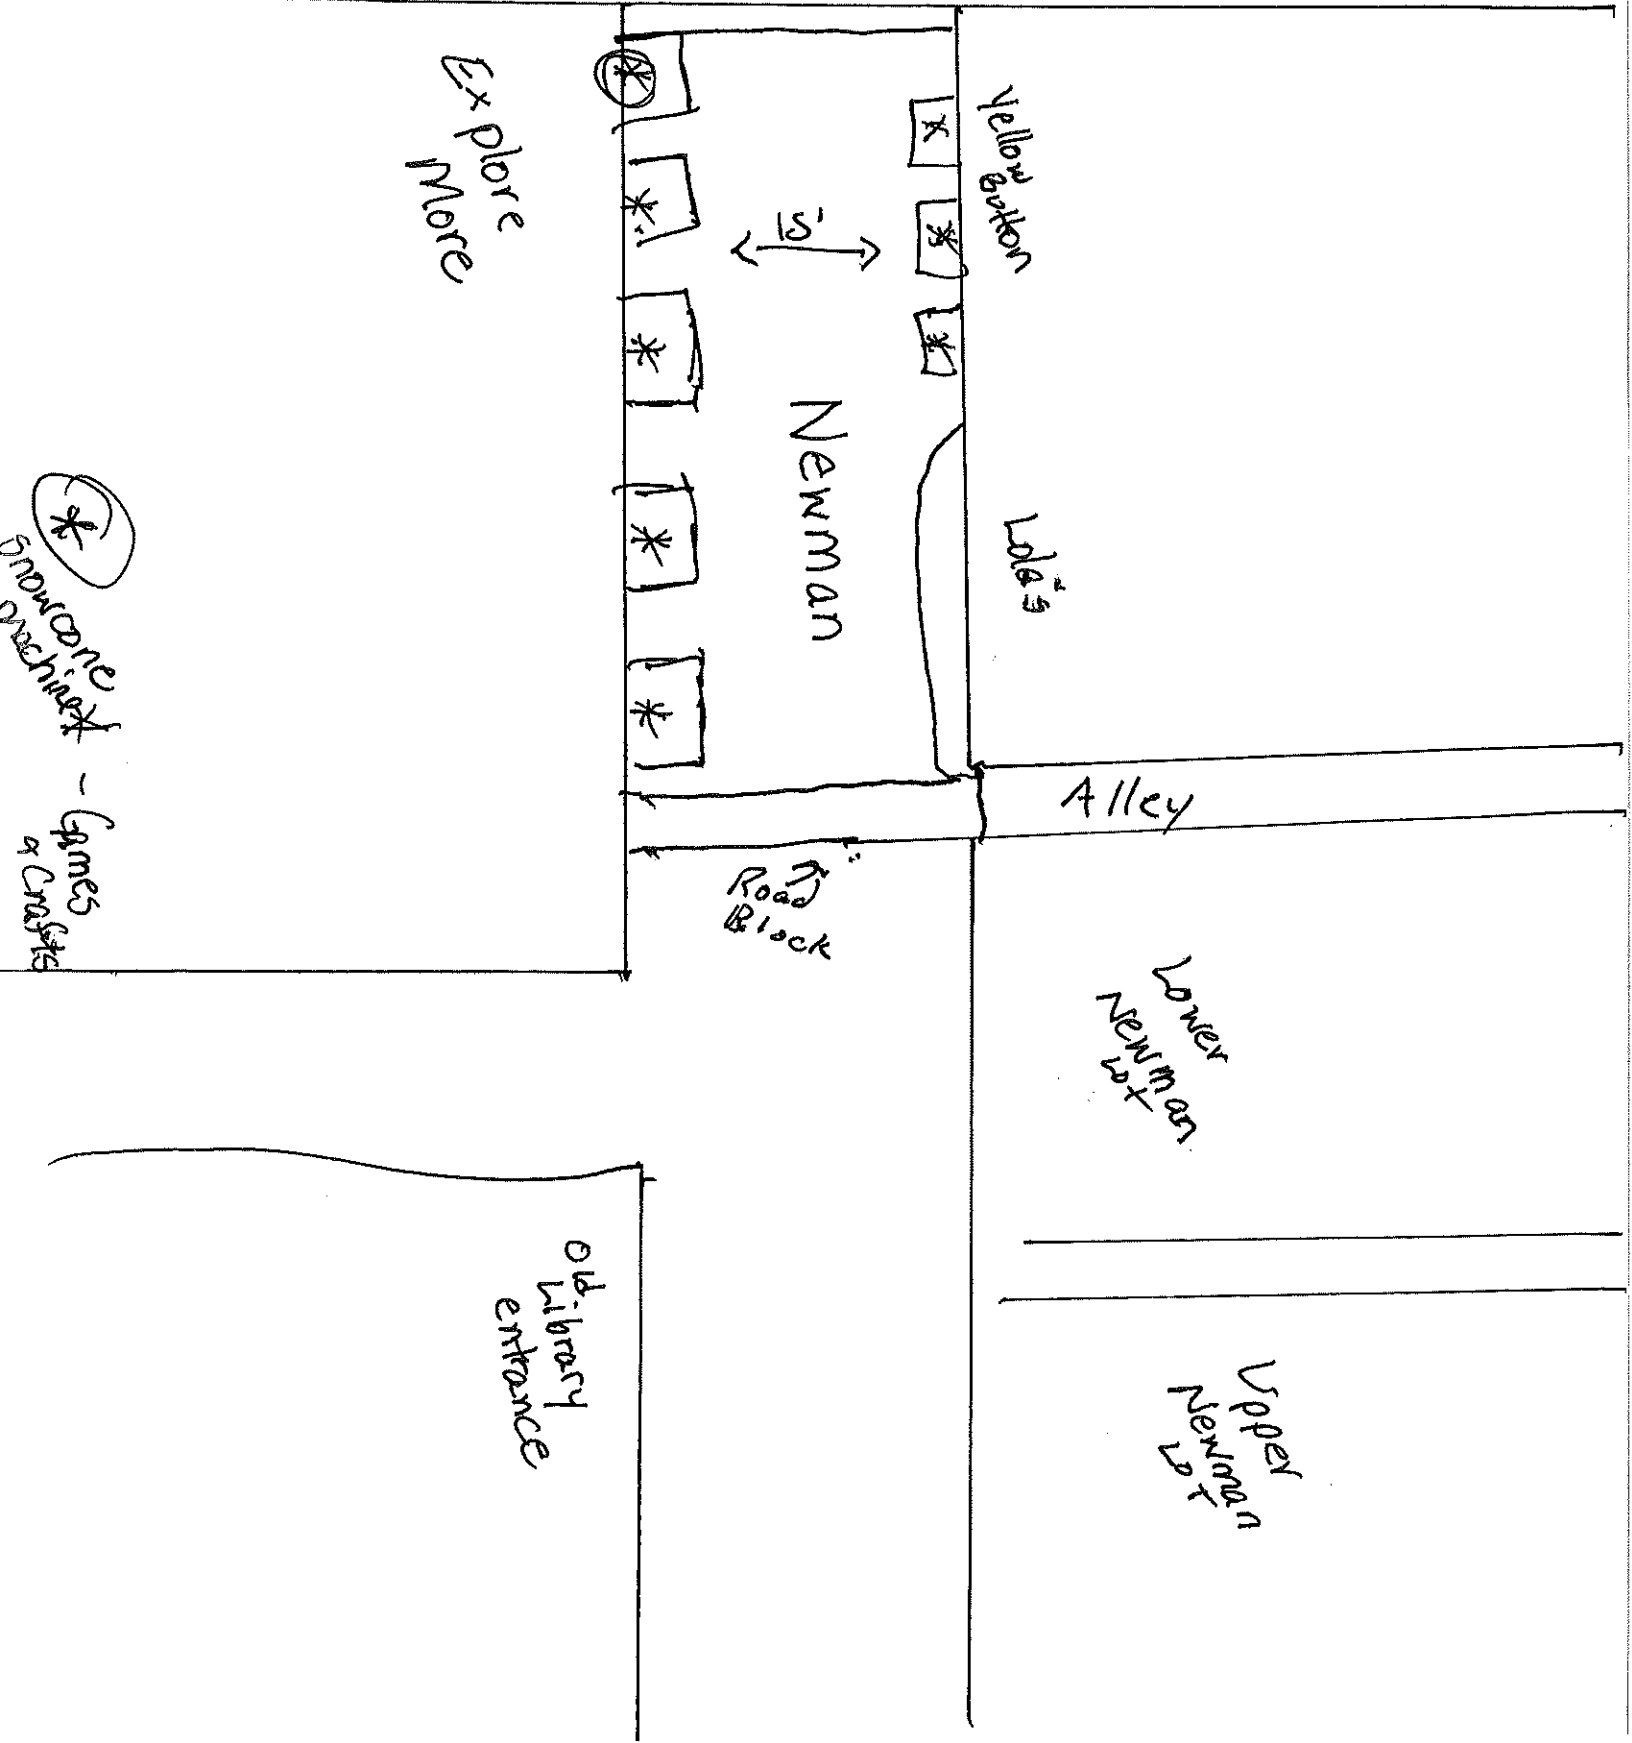 Explore
More
Yellow
Button
15'
Newman
Lola's
Alley
Road
Block
Lower
Newman
Lot
Upper
Newman
Lot
Old
Library
entrance
Snowcone
machine
- Games
& Crafts